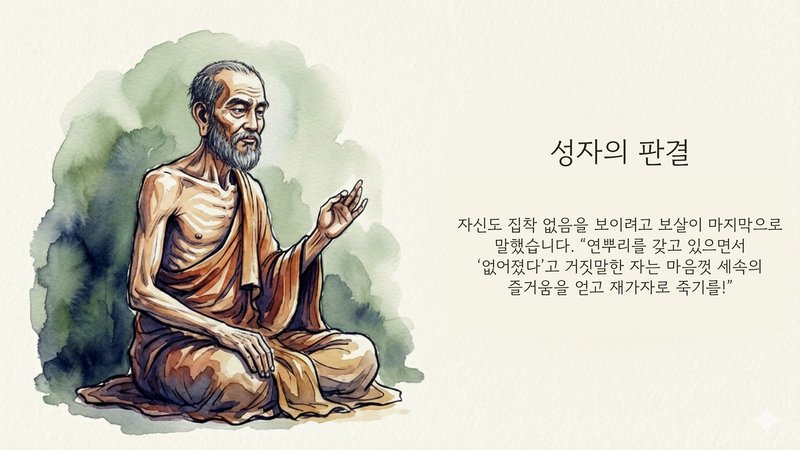 성자의 판결
자신도 집착 없음을 보이려고 보살이 마지막으로
말했습니다. “연뿌리를 갖고 있으면서
‘없어졌다’고 거짓말한 자는 마음껏 세속의
즐거움을 얻고 재가자로 죽기를!”